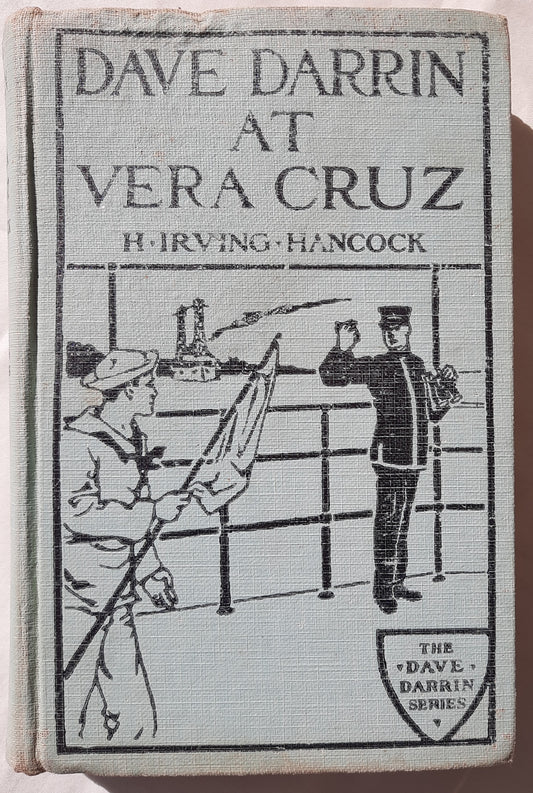 DAVE DARRIN
AT
VERA CRUZ
H·IRVING·HANCOCK
THE
·DAVE·
DARRIN
SERIES